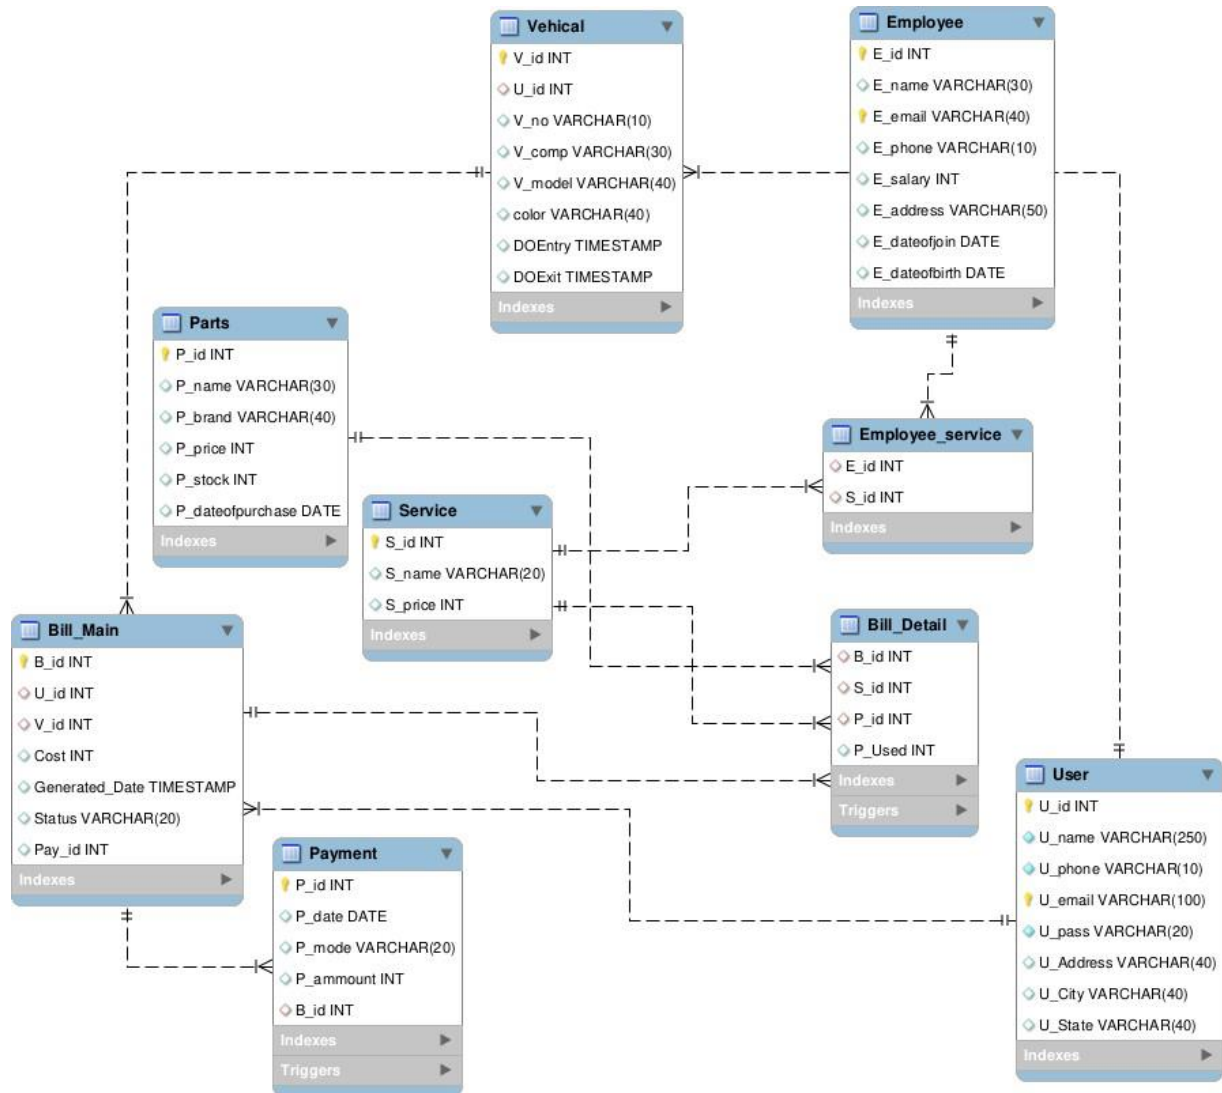 Vehical
V_id INT
U_id INT
V_no VARCHAR(10)
V_comp VARCHAR(30)
V_model VARCHAR(40)
color VARCHAR(40)
DOEntry TIMESTAMP
DOExit TIMESTAMP
Indexes
Employee
E_id INT
E_name VARCHAR(30)
E_email VARCHAR(40)
E_phone VARCHAR(10)
E_salary INT
E_address VARCHAR(50)
E_dateofjoin DATE
E_dateofbirth DATE
Indexes
Parts
P_id INT
P_name VARCHAR(30)
P_brand VARCHAR(40)
P_price INT
P_stock INT
P_dateofpurchase DATE
Indexes
Service
S_id INT
S_name VARCHAR(20)
S_price INT
Indexes
Employee_service
E_id INT
S_id INT
Indexes
Bill_Main
B_id INT
U_id INT
V_id INT
Cost INT
Generated_Date TIMESTAMP
Status VARCHAR(20)
Pay_id INT
Indexes
Bill_Detail
B_id INT
S_id INT
P_id INT
P_Used INT
Indexes
Triggers
Payment
P_id INT
P_date DATE
P_mode VARCHAR(20)
P_ammount INT
B_id INT
Indexes
Triggers
User
U_id INT
U_name VARCHAR(250)
U_phone VARCHAR(10)
U_email VARCHAR(100)
U_pass VARCHAR(20)
U_Address VARCHAR(40)
U_City VARCHAR(40)
U_State VARCHAR(40)
Indexes